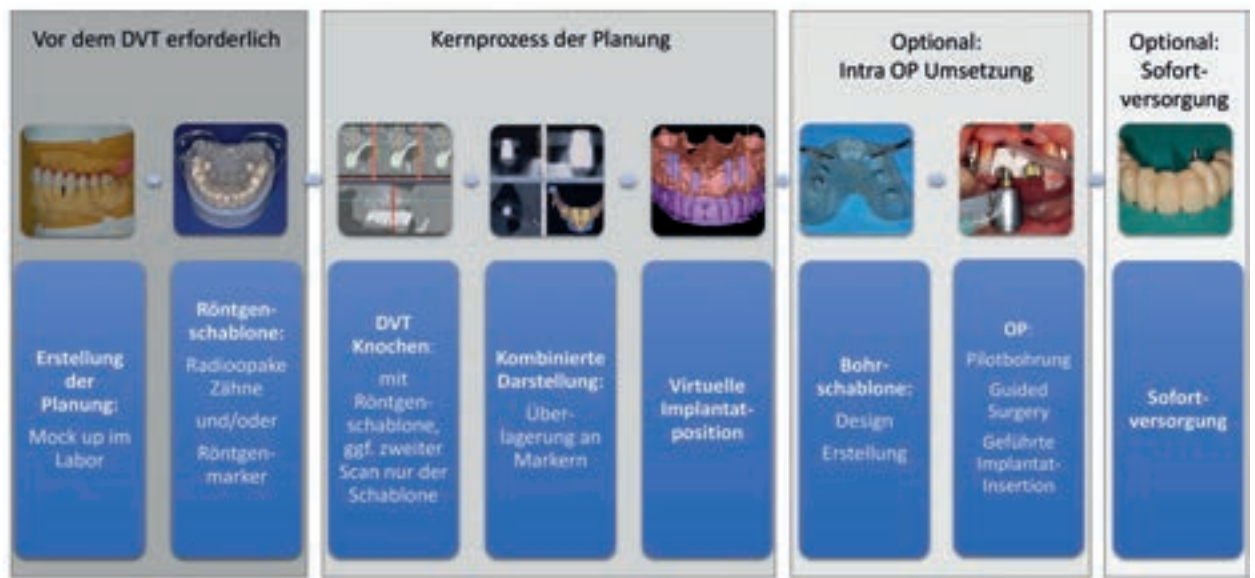 Vor dem DVT erforderlich
Kernprozess der Planung
Optional:
Intra OP Umsetzung
Optional:
Sofort-
versorgung
Erstellung
der
Planung:
Mock up im
Labor
Röntgen-
schablone:
Radioopake
Zähne
und/oder
Röntgen-
marker
DVT
Knochen:
mit
Röntgen-
schablone,
ggf. zweiter
Scan nur der
Schablone
Kombinierte
Darstellung:
Über-
lagerung an
Markern
Virtuelle
Implantat-
position
Bohr-
schablone:
Design
Erstellung
OP:
Pilotbohrung
Guided
Surgery
Geführte
Implantat-
Insertion
Sofort-
versorgung